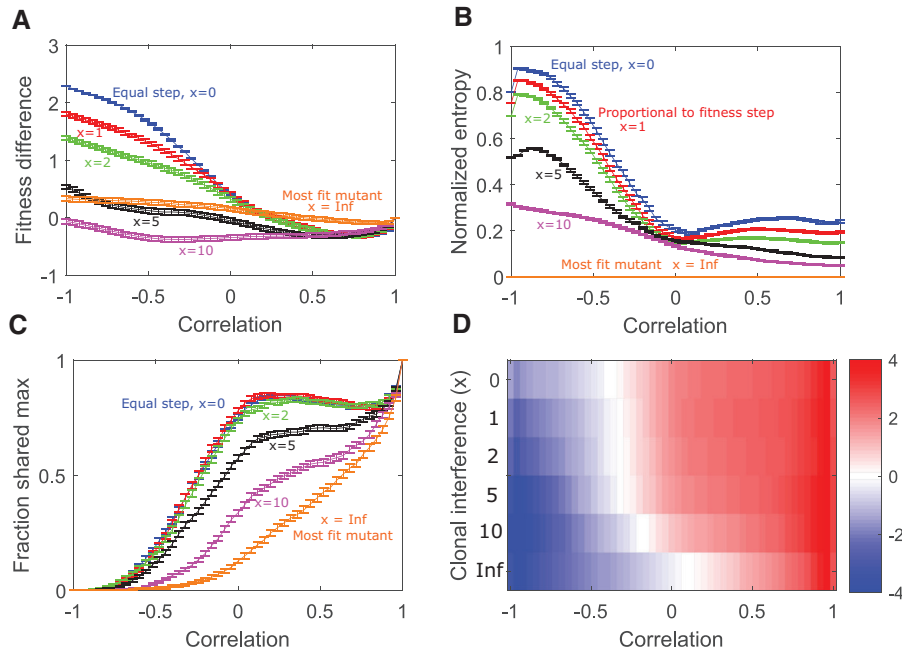 A
3
2
1
0
-1
Fitness difference
Equal step, x=0
x=1
x=2
Most fit mutant
x = Inf
x=5
x=10
-1
-0.5
0
0.5
1
Correlation
B
1
0.8
0.6
0.4
0.2
0
Normalized entropy
Equal step, x=0
Proportional to fitness step
x=1
x=2
x=5
x=10
Most fit mutant x = Inf
-1
-0.5
0
0.5
1
Correlation
C
1
0.5
0
Fraction shared max
Equal step, x=0
x=2
x=5
x=10
x = Inf
Most fit mutant
-1
-0.5
0
0.5
1
Correlation
D
Clonal interference (x)
0
1
2
5
10
Inf
-1
-0.5
0
0.5
1
Correlation
4
2
0
-2
-4